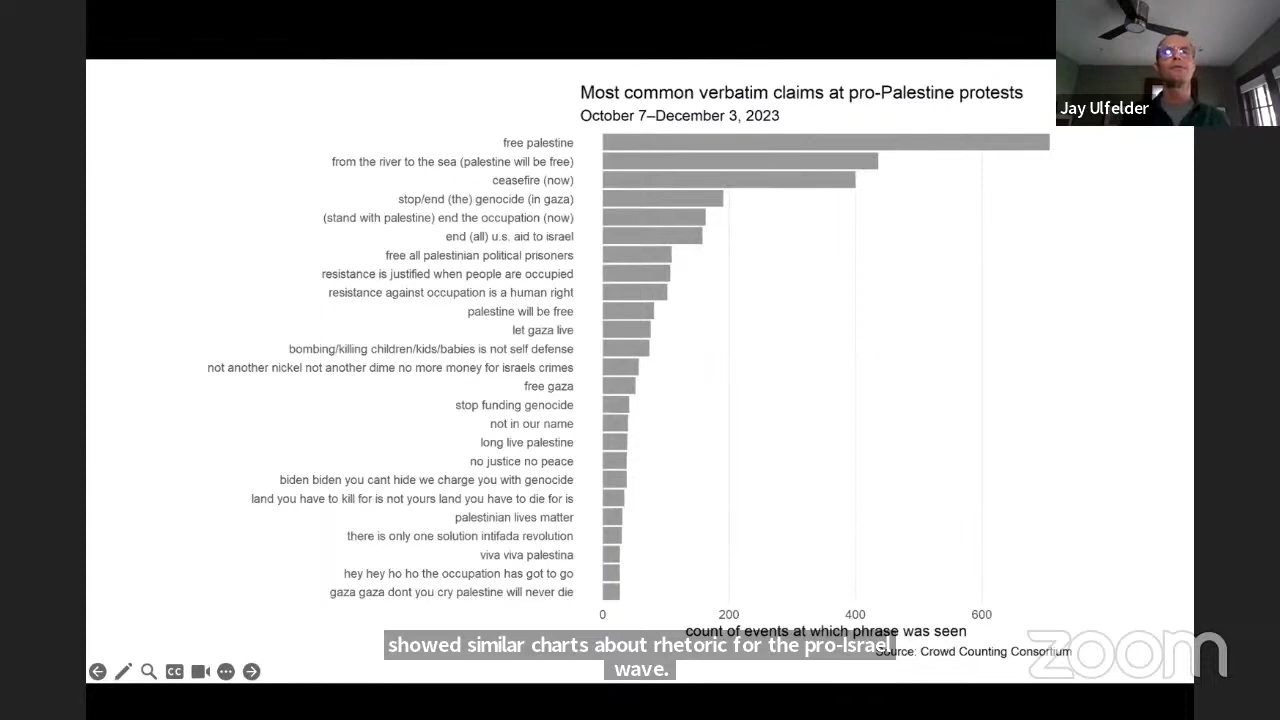 Jay Ulfelder
Most common verbatim claims at pro-Palestine protests
October 7–December 3, 2023
free palestine
from the river to the sea (palestine will be free)
ceasefire (now)
stop/end (the) genocide (in gaza)
(stand with palestine) end the occupation (now)
end (all) u.s. aid to israel
free all palestinian political prisoners
resistance is justified when people are occupied
resistance against occupation is a human right
palestine will be free
let gaza live
bombing/killing children/kids/babies is not self defense
not another nickel not another dime no more money for israels crimes
free gaza
stop funding genocide
not in our name
long live palestine
no justice no peace
biden biden you cant hide we charge you with genocide
land you have to kill for is not yours land you have to die for is
palestinian lives matter
there is only one solution intifada revolution
viva viva palestina
hey hey ho ho the occupation has got to go
gaza gaza dont you cry palestine will never die
0 200 400 600
count of events at which phrase was seen
showed similar charts about rhetoric for the pro-Israel
wave.
Source: Crowd Counting Consortium
CC
zoom